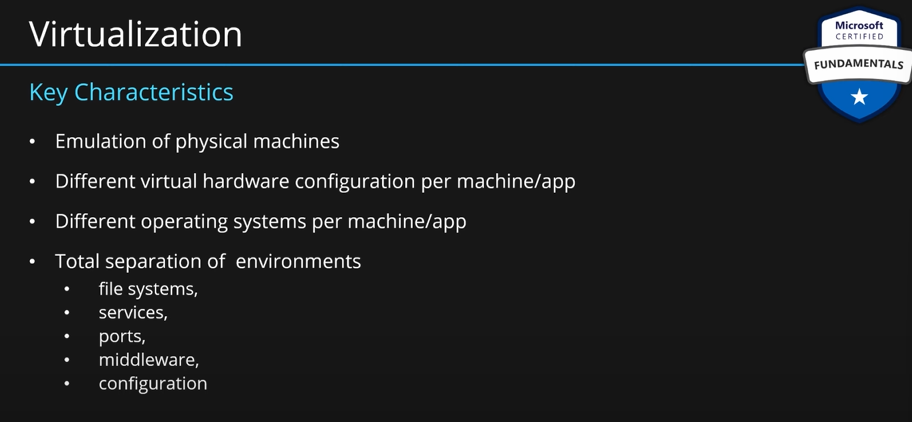 Virtualization
Microsoft
CERTIFIED
FUNDAMENTALS
Key Characteristics
• Emulation of physical machines
• Different virtual hardware configuration per machine/app
• Different operating systems per machine/app
• Total separation of environments
• file systems,
• services,
• ports,
• middleware,
• configuration